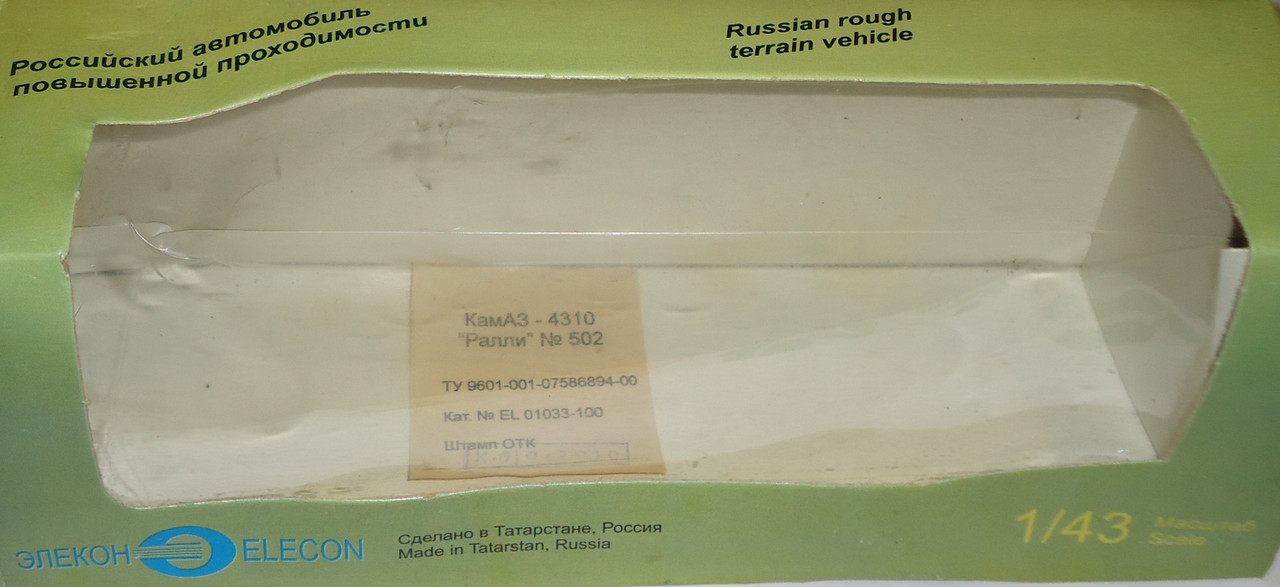 Российский автомобиль
повышенной проходимости
Russian rough
terrain vehicle
КамАЗ - 4310
"Ралли" № 502
ТУ 9601-001-07586894-00
Кат. № EL 01033-100
Штамп ОТК
ЭЛЕКОН ELECON
Сделано в Татарстане, Россия
Made in Tatarstan, Russia
1/43 Масштаб
Scale